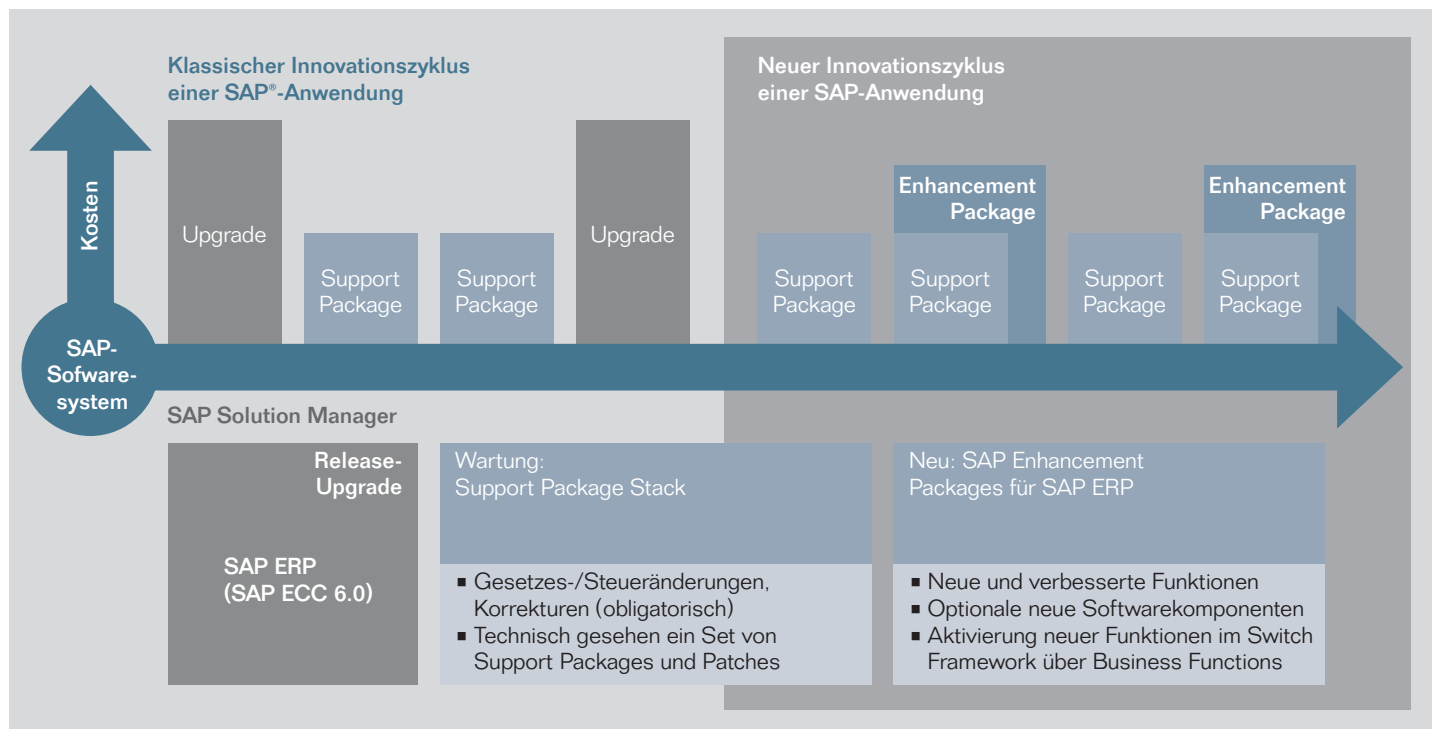 Klassischer Innovationszyklus
einer SAP®-Anwendung
Neuer Innovationszyklus
einer SAP-Anwendung
Kosten
Upgrade
Support
Package
Support
Package
Upgrade
Support
Package
Enhancement
Package
Support
Package
Support
Package
Enhancement
Package
Support
Package
SAP-
Sofware-
system
SAP Solution Manager
Release-
Upgrade
SAP ERP
(SAP ECC 6.0)
Wartung:
Support Package Stack
▪ Gesetzes-/Steueränderungen,
Korrekturen (obligatorisch)
▪ Technisch gesehen ein Set von
Support Packages und Patches
Neu: SAP Enhancement
Packages für SAP ERP
▪ Neue und verbesserte Funktionen
▪ Optionale neue Softwarekomponenten
▪ Aktivierung neuer Funktionen im Switch
Framework über Business Functions